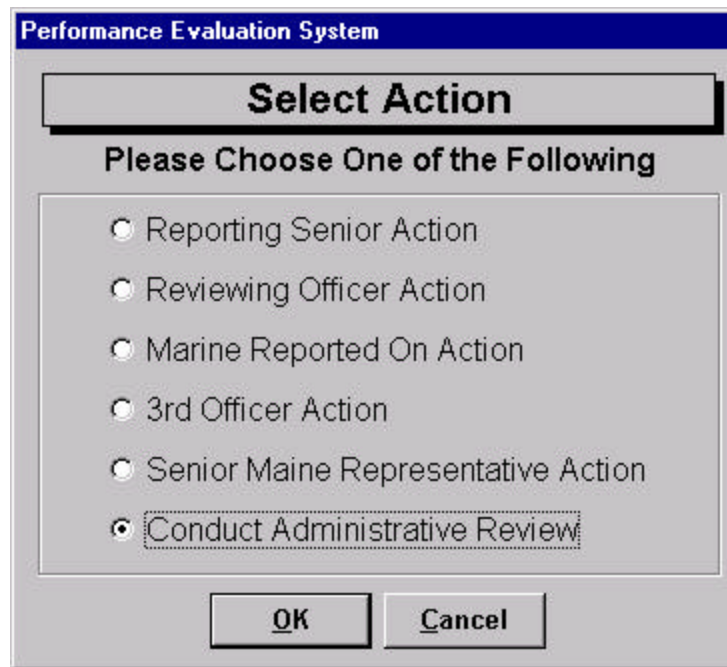 Performance Evaluation System
Select Action
Please Choose One of the Following
Reporting Senior Action
Reviewing Officer Action
Marine Reported On Action
3rd Officer Action
Senior Maine Representative Action
Conduct Administrative Review
OK
Cancel